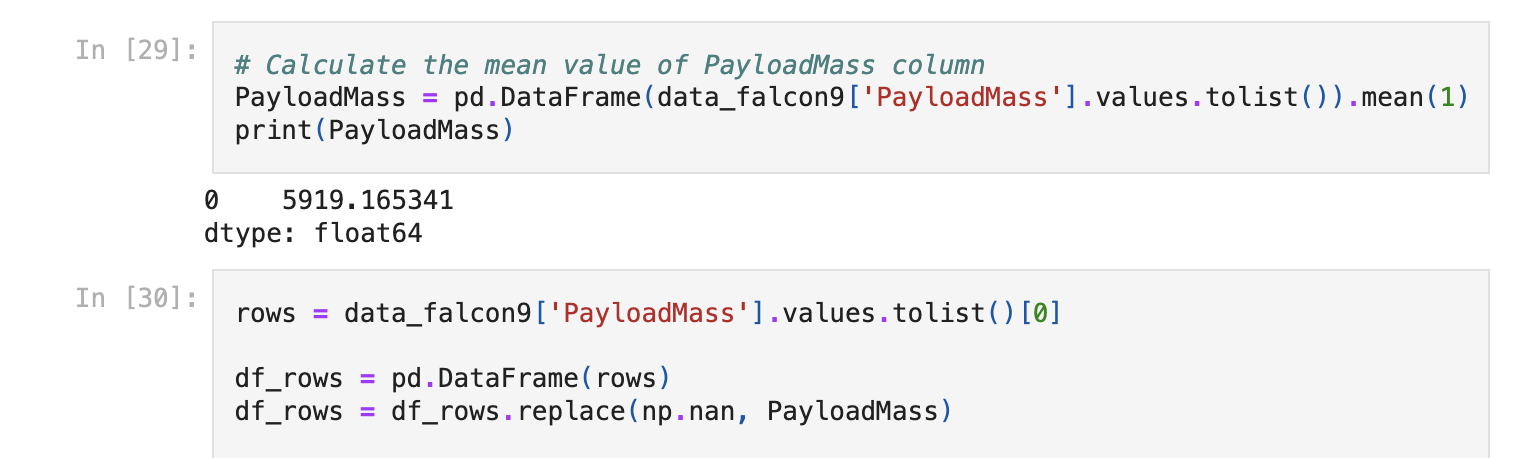 In [29]:
# Calculate the mean value of PayloadMass column
PayloadMass = pd.DataFrame(data_falcon9['PayloadMass'].values.tolist()).mean(1)
print(PayloadMass)
0    5919.165341
dtype: float64
In [30]:
rows = data_falcon9['PayloadMass'].values.tolist()[0]
df_rows = pd.DataFrame(rows)
df_rows = df_rows.replace(np.nan, PayloadMass)